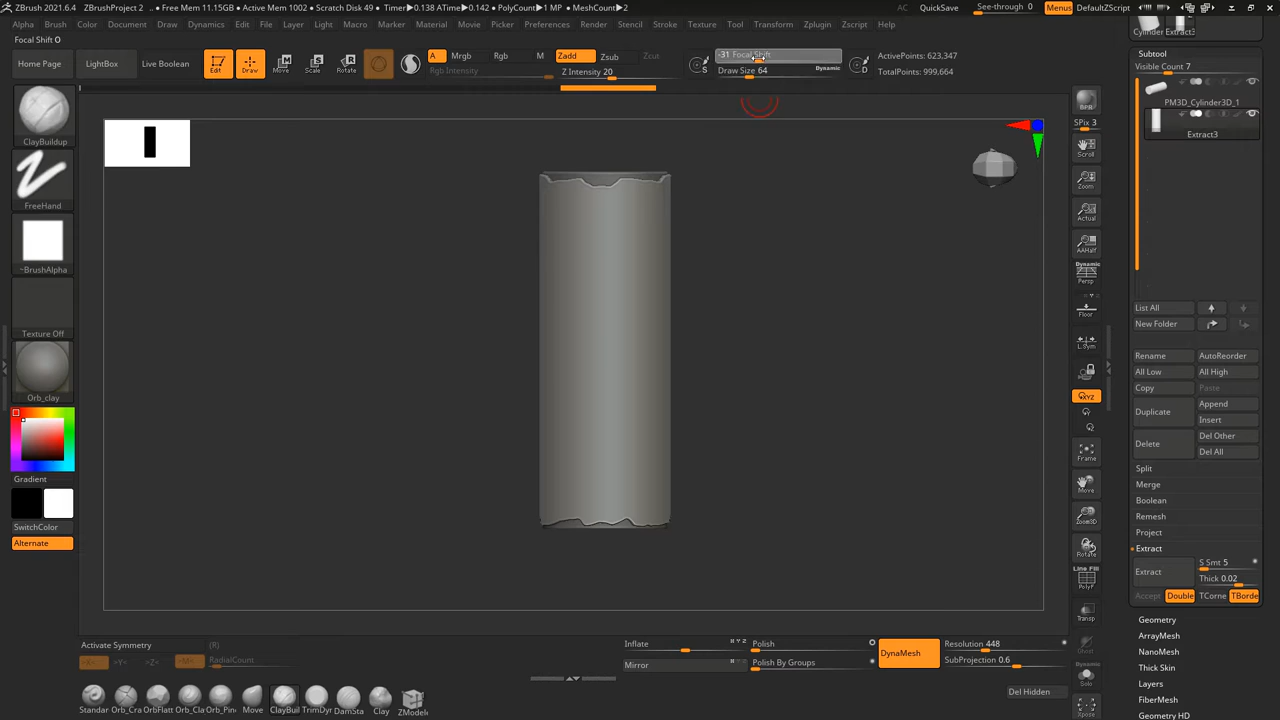 ZBrush 2021.6.4 ZBrushProject 2 .. • Free Mem 11.15GB • Active Mem 1002 • Scratch Disk 49 • Timer▸0.138 ATime▸0.142 • PolyCount▸1 MP • MeshCount▸2 AC QuickSave See-through 0 Menus DefaultZScript
Alpha Brush Color Document Draw Dynamics Edit File Layer Light Macro Marker Material Movie Picker Preferences Render Stencil Stroke Texture Tool Transform Zplugin Zscript Help
Focal Shift 0
Home Page LightBox Live Boolean Edit Draw Move Scale Rotate A Mrgb Rgb M Zadd Zsub Zcut
Rgb Intensity Z Intensity 20
S -31 Focal Shift D ActivePoints: 623,347
Draw Size 64 Dynamic TotalPoints: 999,664
ClayBuildup
FreeHand
~BrushAlpha
Texture Off
Orb_clay
Gradient
SwitchColor
Alternate
BPR
SPix 3
Scroll
Zoom
Actual
AAHalf
Dynamic
Persp
Floor
L.Sym
XYZ
Frame
Move
Zoom3D
Rotate
Line Fill
PolyF
Transp
Ghost
Dynamic
Solo
Xpose
Cylinder Extract3
Subtool
Visible Count 7
PM3D_Cylinder3D_1
Extract3
List All
New Folder
Rename AutoReorder
All Low All High
Copy Paste
Duplicate Append
Insert
Delete Del Other
Del All
Split
Merge
Boolean
Remesh
Project
Extract
Extract S Smt 5
Thick 0.02
Accept Double TCorne TBorde
Geometry
ArrayMesh
NanoMesh
Thick Skin
Layers
FiberMesh
Geometry HD
Activate Symmetry (R)
>X< >Y< >Z< >M< RadialCount
Inflate X Y Z Polish
Mirror X Y Z Polish By Groups
DynaMesh
Resolution 448
SubProjection 0.6
Del Hidden
Standar Orb_Cra OrbFlatt Orb_Cla Orb_Pin Move ClayBuil TrimDyr DamSta Clay ZModele